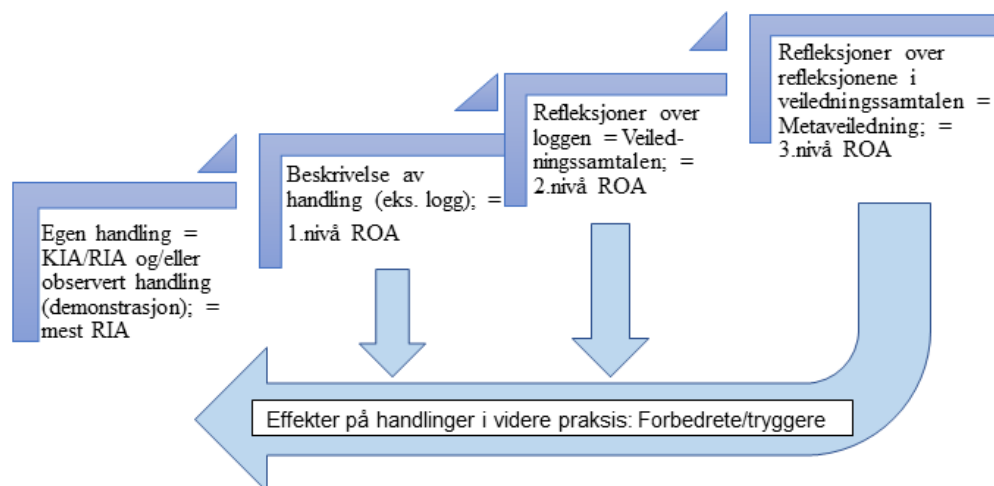 Egen handling =
KIA/RIA og/eller
observert handling
(demonstrasjon); =
mest RIA
Beskrivelse av
handling (eks. logg); =
1.nivå ROA
Refleksjoner over
loggen = Veiled-
ningssamtalen; =
2.nivå ROA
Refleksjoner over
refleksjonene i
veiledningssamtalen =
Metaveiledning; =
3.nivå ROA
Effekter på handlinger i videre praksis: Forbedrete/tryggere